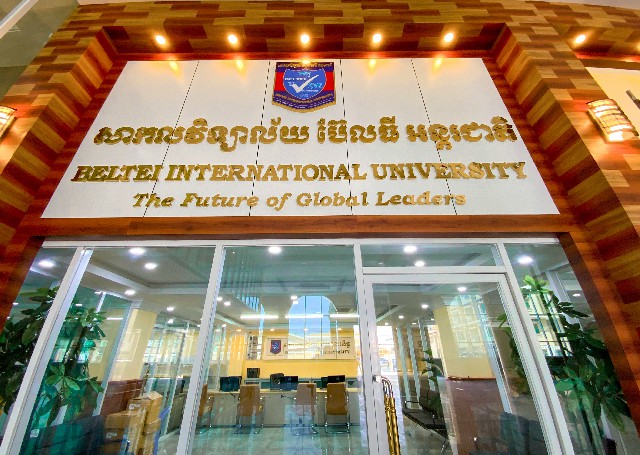 សាកលវិទ្យាល័យ ប៊ែលធី អន្តរជាតិ
BELTEI INTERNATIONAL UNIVERSITY
The Future of Global Leaders